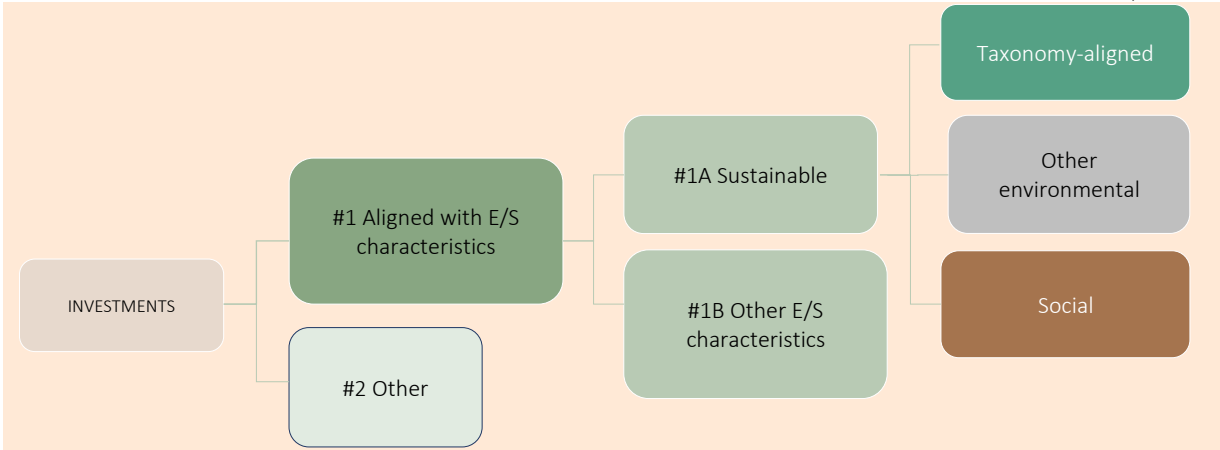 INVESTMENTS
#1 Aligned with E/S
characteristics
#2 Other
#1A Sustainable
#1B Other E/S
characteristics
Taxonomy-aligned
Other
environmental
Social